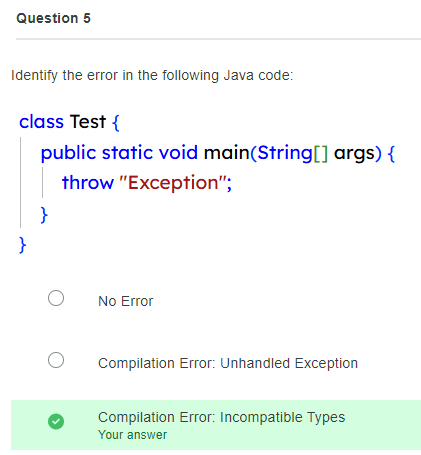 Question 5
Identify the error in the following Java code:
class Test {
public static void main(String[] args) {
throw "Exception";
}
}
No Error
Compilation Error: Unhandled Exception
Compilation Error: Incompatible Types
Your answer